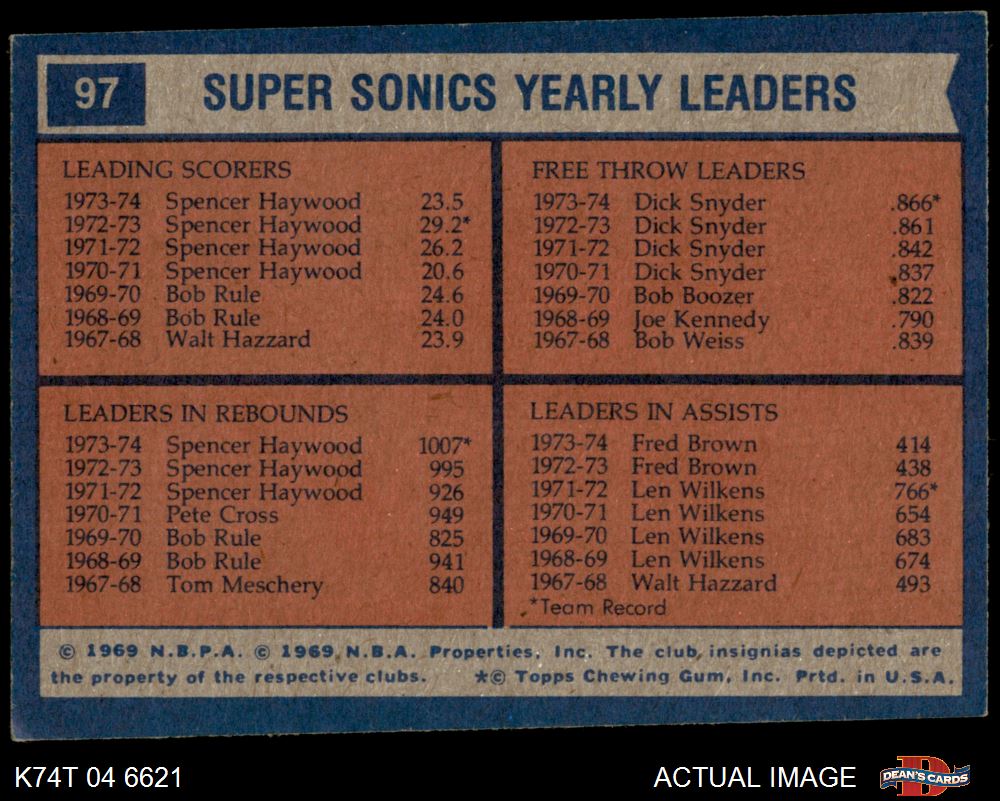 97 SUPER SONICS YEARLY LEADERS
LEADING SCORERS
1973-74 Spencer Haywood 23.5
1972-73 Spencer Haywood 29.2*
1971-72 Spencer Haywood 26.2
1970-71 Spencer Haywood 20.6
1969-70 Bob Rule 24.6
1968-69 Bob Rule 24.0
1967-68 Walt Hazzard 23.9
FREE THROW LEADERS
1973-74 Dick Snyder .866*
1972-73 Dick Snyder .861
1971-72 Dick Snyder .842
1970-71 Dick Snyder .837
1969-70 Bob Boozer .822
1968-69 Joe Kennedy .790
1967-68 Bob Weiss .839
LEADERS IN REBOUNDS
1973-74 Spencer Haywood 1007*
1972-73 Spencer Haywood 995
1971-72 Spencer Haywood 926
1970-71 Pete Cross 949
1969-70 Bob Rule 825
1968-69 Bob Rule 941
1967-68 Tom Meschery 840
LEADERS IN ASSISTS
1973-74 Fred Brown 414
1972-73 Fred Brown 438
1971-72 Len Wilkens 766*
1970-71 Len Wilkens 654
1969-70 Len Wilkens 683
1968-69 Len Wilkens 674
1967-68 Walt Hazzard 493
*Team Record
© 1969 N.B.P.A. © 1969 N.B.A. Properties, Inc. The club insignias depicted are
the property of the respective clubs. *© Topps Chewing Gum, Inc. Prtd. in U.S.A.
K74T 04 6621 ACTUAL IMAGE D DEAN'S CARDS